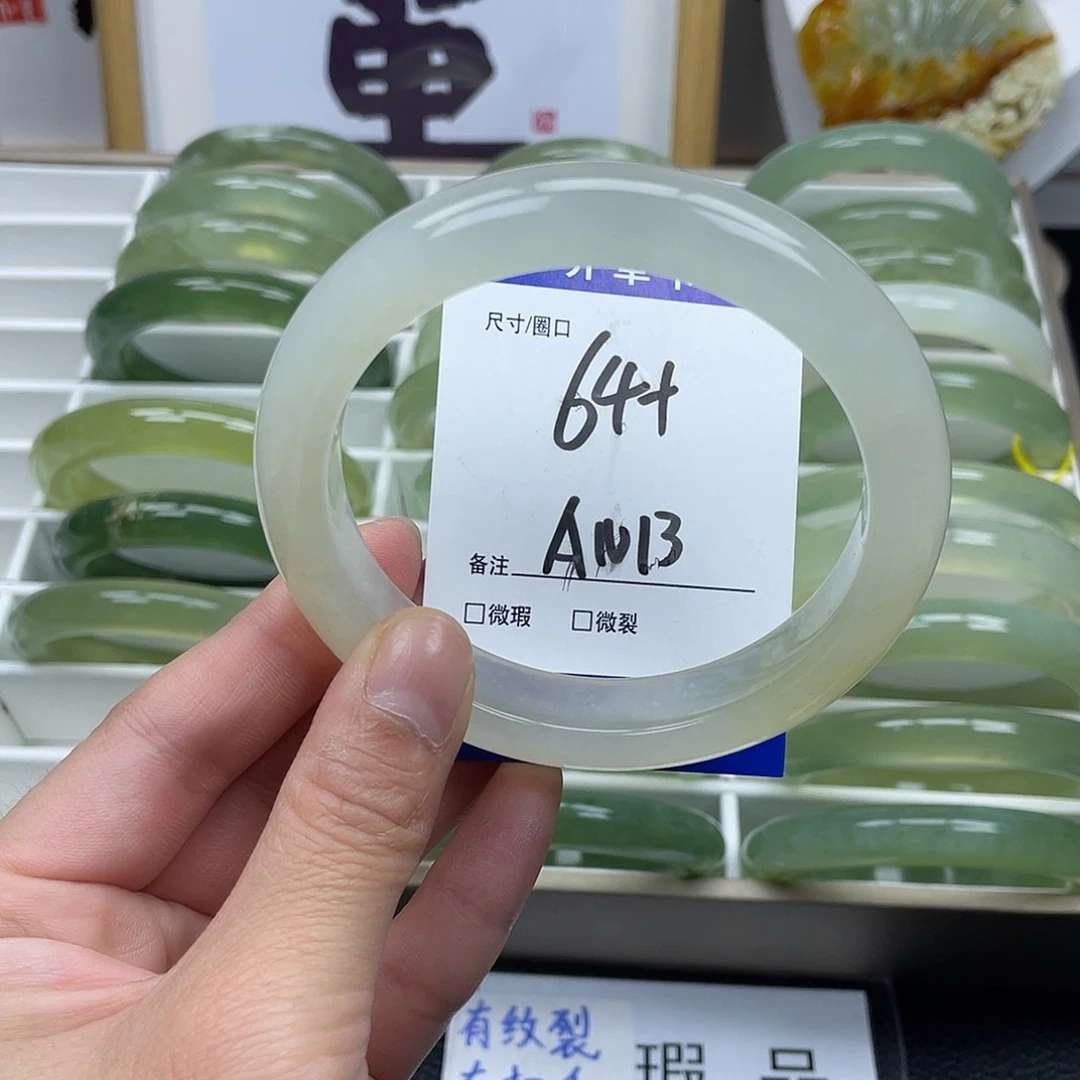 尺寸/圈口
64+
AN13
备注
□微瑕 □微裂
有纹裂
瑕 品